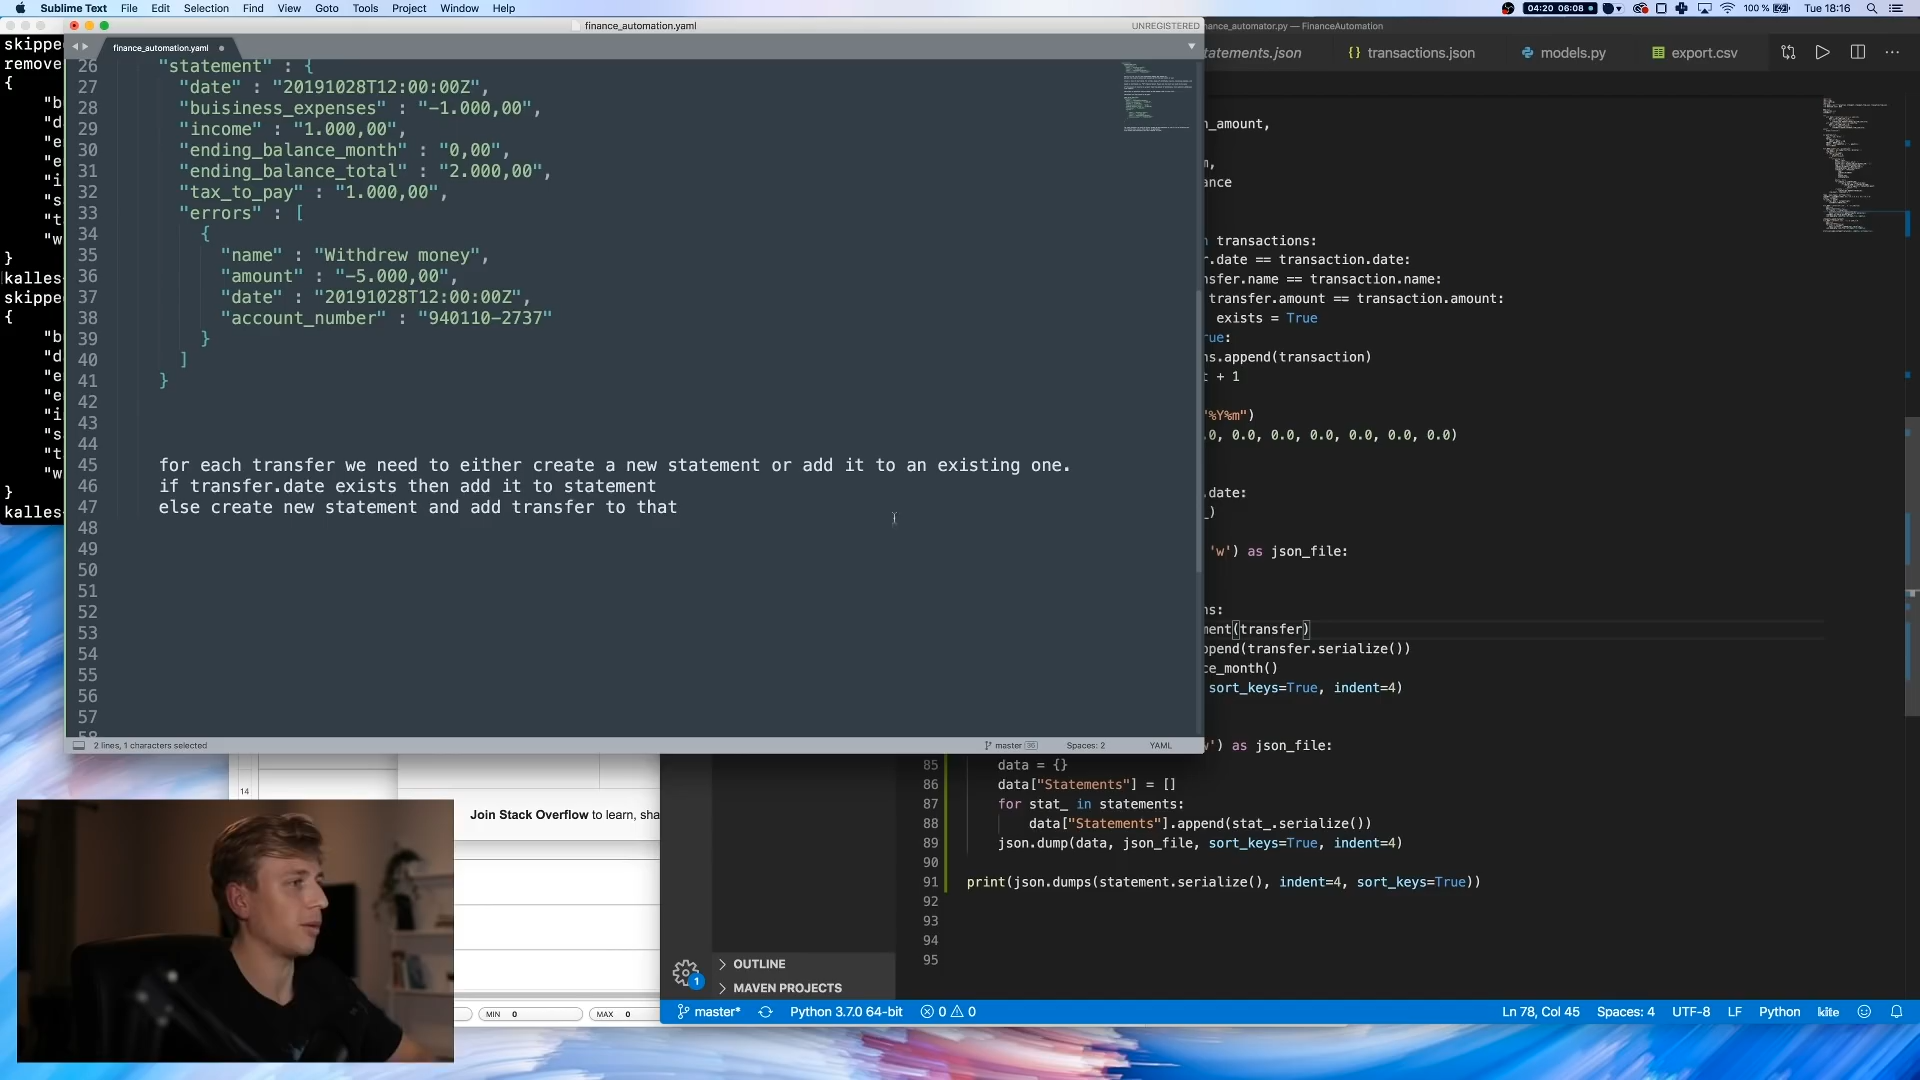 Sublime Text File Edit Selection Find View Goto Tools Project Window Help
04:20 06:08 100 % Tue 18:16
skipped
remove
{
"b
"d
"e
"e
"i
"s
"t
"w
}
kalles
skippe
{
"b
"d
"e
"e
"i
"s
"t
"w
}
kalles
finance_automation.yaml
UNREGISTERED
finance_automation.yaml
26 "statement" : {
27 "date" : "20191028T12:00:00Z",
28 "buisiness_expenses" : "-1.000,00",
29 "income" : "1.000,00",
30 "ending_balance_month" : "0,00",
31 "ending_balance_total" : "2.000,00",
32 "tax_to_pay" : "1.000,00",
33 "errors" : [
34 {
35 "name" : "Withdrew money",
36 "amount" : "-5.000,00",
37 "date" : "20191028T12:00:00Z",
38 "account_number" : "940110-2737"
39 }
40 ]
41 }
42
43
44
45 for each transfer we need to either create a new statement or add it to an existing one.
46 if transfer.date exists then add it to statement
47 else create new statement and add transfer to that
48
49
50
51
52
53
54
55
56
57
58
2 lines, 1 characters selected
master 36 Spaces: 2 YAML
inance_automator.py — FinanceAutomation
tatements.json {} transactions.json models.py export.csv
n_amount,
m,
ance
n transactions:
r.date == transaction.date:
nsfer.name == transaction.name:
transfer.amount == transaction.amount:
exists = True
rue:
ns.append(transaction)
t + 1
"%Y%m")
.0, 0.0, 0.0, 0.0, 0.0, 0.0, 0.0)
date:
_)
'w') as json_file:
ns:
ment(transfer)
ppend(transfer.serialize())
ce_month()
sort_keys=True, indent=4)
w') as json_file:
85 data = {}
86 data["Statements"] = []
87 for stat_ in statements:
88 data["Statements"].append(stat_.serialize())
89 json.dump(data, json_file, sort_keys=True, indent=4)
90
91 print(json.dumps(statement.serialize(), indent=4, sort_keys=True))
92
93
94
95
14
Join Stack Overflow to learn, sha
MIN 0 MAX 0
OUTLINE
MAVEN PROJECTS
1
master* Python 3.7.0 64-bit 0 0 Ln 78, Col 45 Spaces: 4 UTF-8 LF Python kite